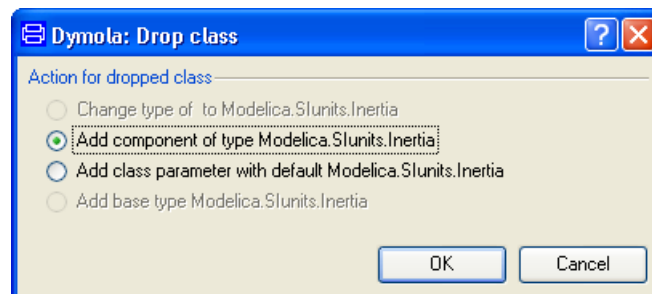 Dymola: Drop class
Action for dropped class
Change type of to Modelica.SIunits.Inertia
Add component of type Modelica.SIunits.Inertia
Add class parameter with default Modelica.SIunits.Inertia
Add base type Modelica.SIunits.Inertia
OK Cancel